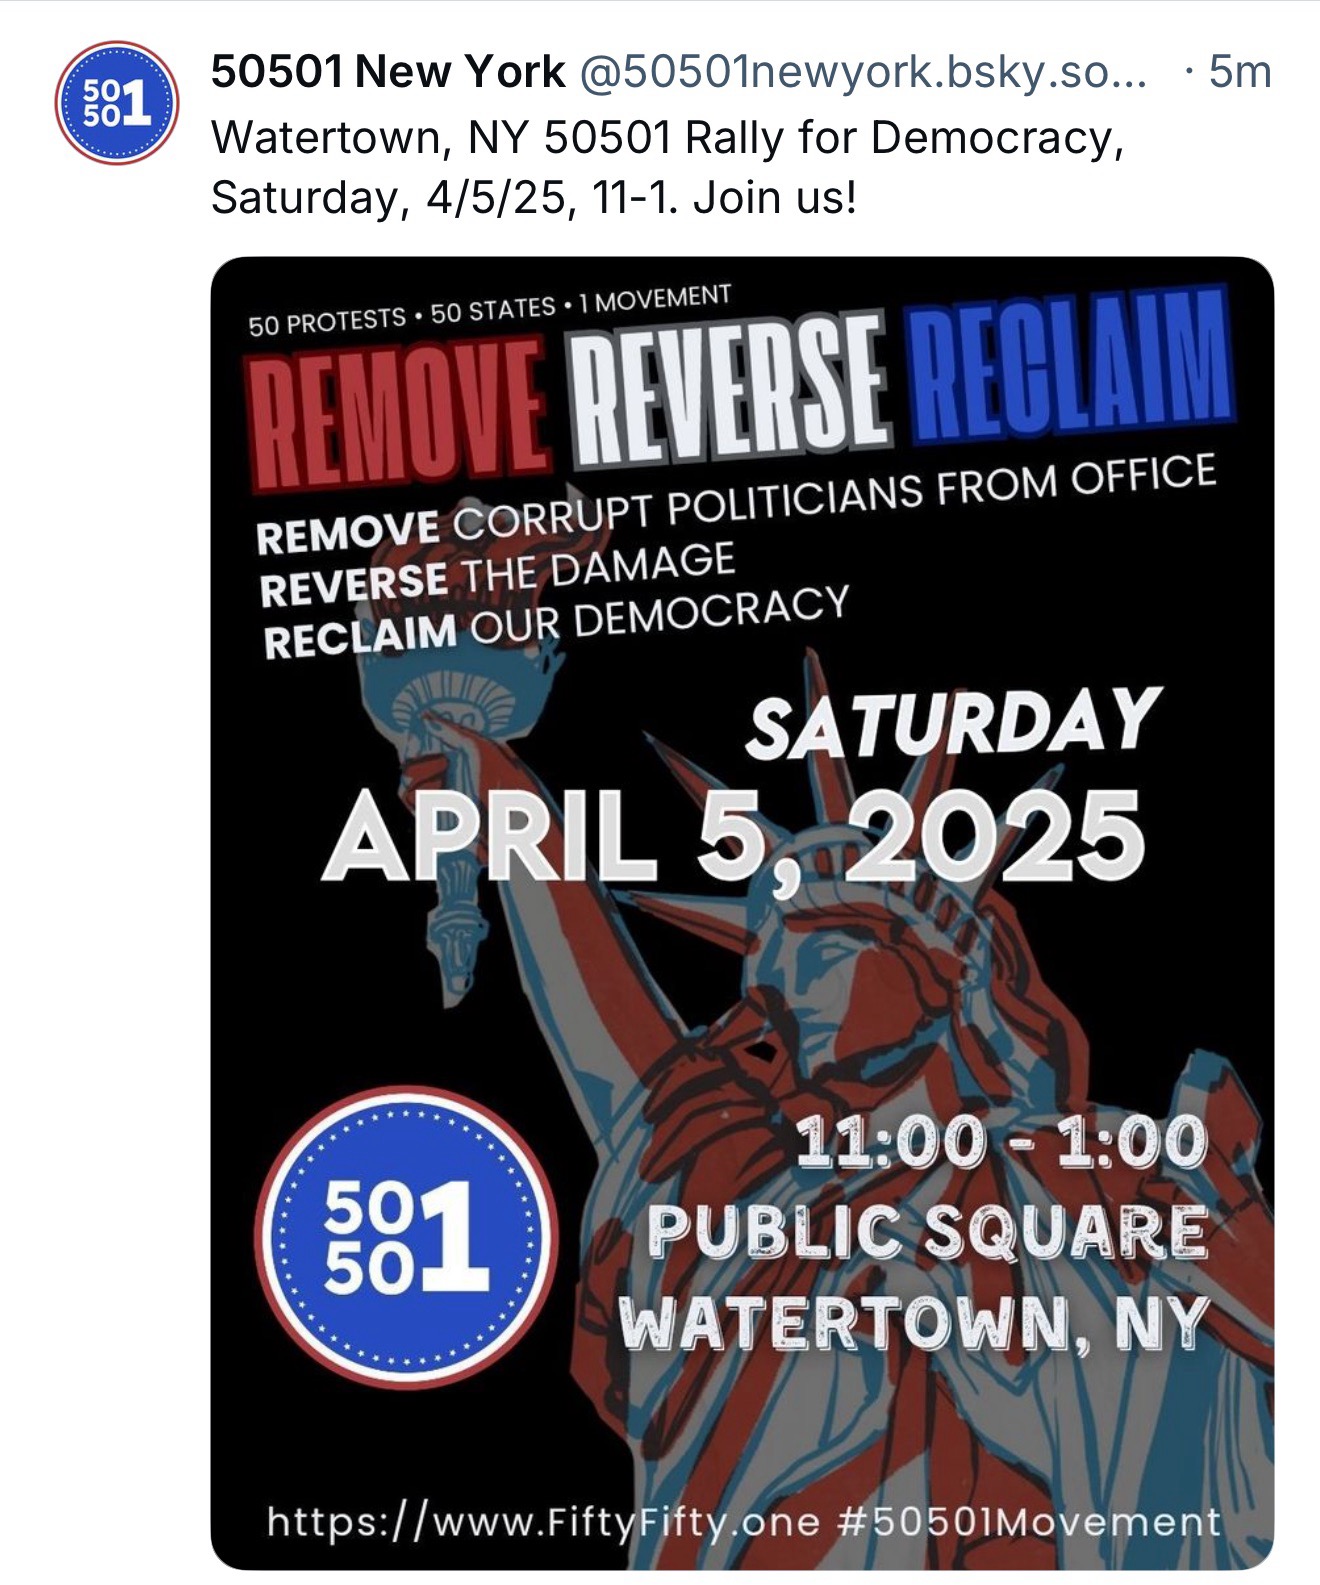 50501 New York @50501newyork.bsky.so... · 5m
50
50 1
Watertown, NY 50501 Rally for Democracy,
Saturday, 4/5/25, 11-1. Join us!
50 PROTESTS • 50 STATES • 1 MOVEMENT
REMOVE REVERSE RECLAIM
REMOVE CORRUPT POLITICIANS FROM OFFICE
REVERSE THE DAMAGE
RECLAIM OUR DEMOCRACY
SATURDAY
APRIL 5, 2025
11:00 - 1:00
PUBLIC SQUARE
WATERTOWN, NY
50
50 1
https://www.FiftyFifty.one #50501Movement